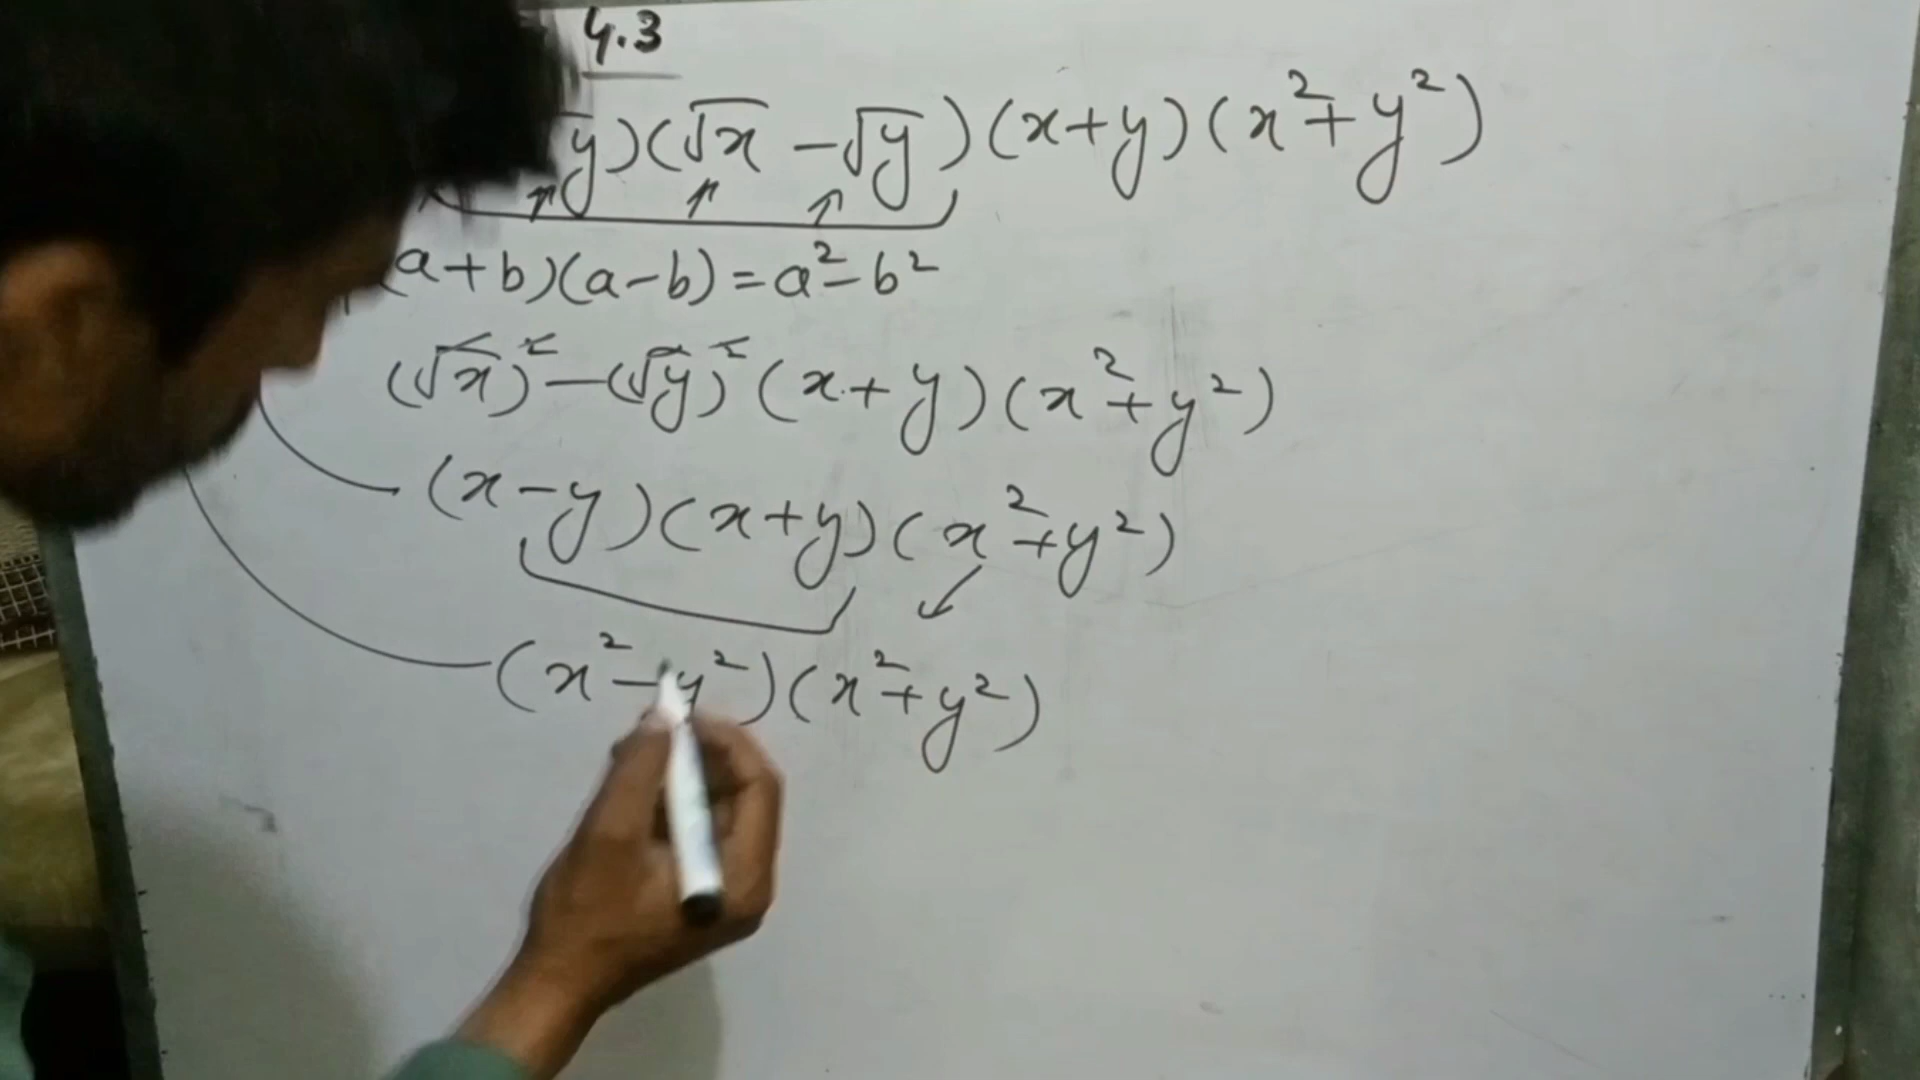 4.3
y)(√x - √y)(x+y)(x²+y²)
(a+b)(a-b) = a²-b²
(√x)² - (√y)² (x+y)(x²+y²)
(x-y)(x+y)(x²+y²)
(x²-y²)(x²+y²)